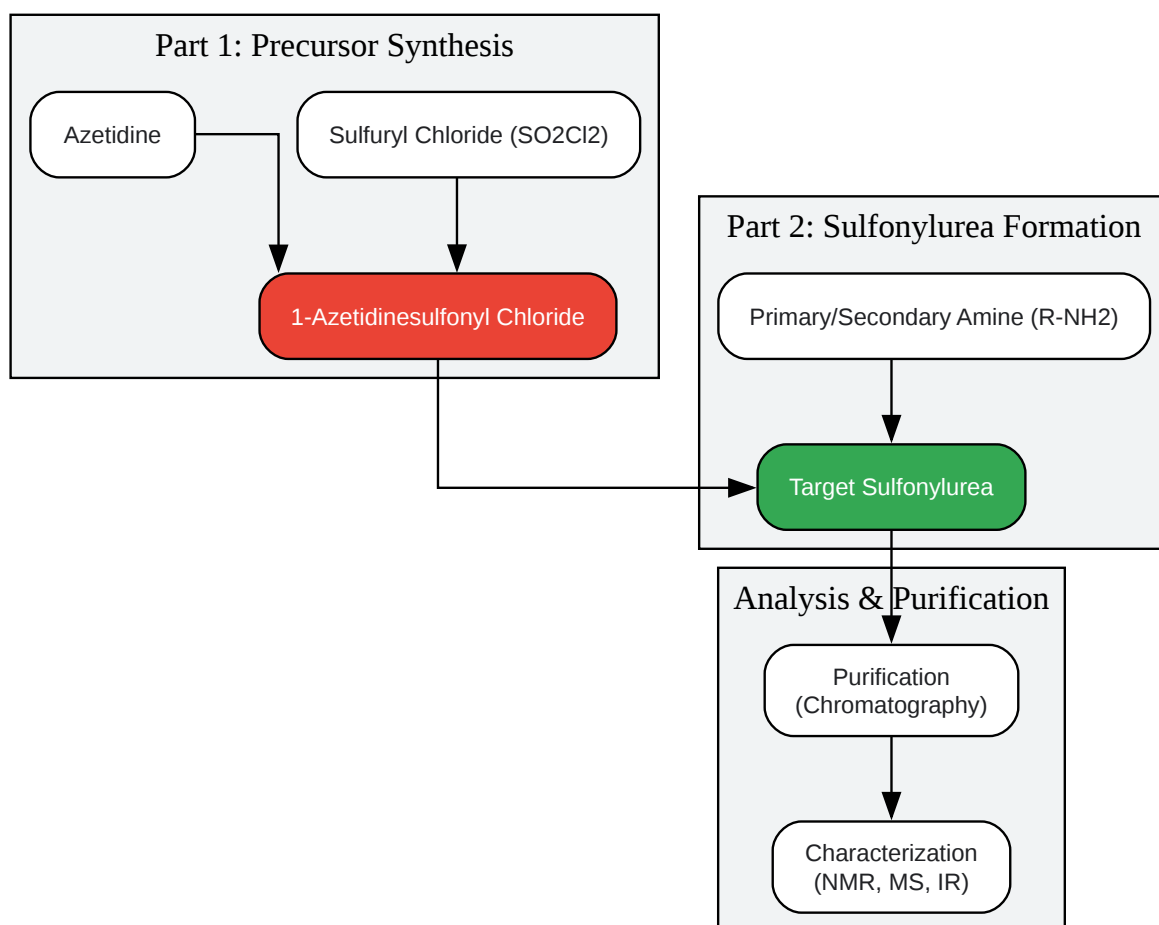 Part 1: Precursor Synthesis
Azetidine
Sulfuryl Chloride (SO2Cl2)
1-Azetidinesulfonyl Chloride
Part 2: Sulfonylurea Formation
Primary/Secondary Amine (R-NH2)
Target Sulfonylurea
Analysis & Purification
Purification
(Chromatography)
Characterization
(NMR, MS, IR)